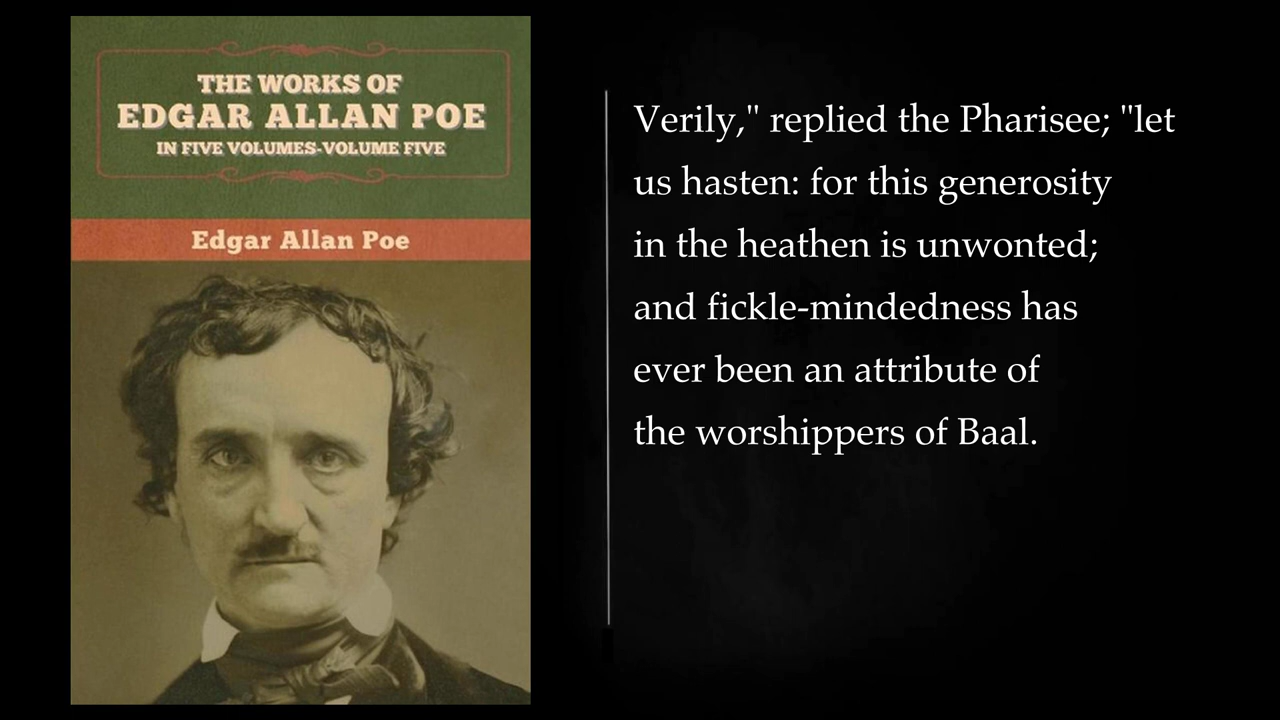 THE WORKS OF
EDGAR ALLAN POE
IN FIVE VOLUMES-VOLUME FIVE
Edgar Allan Poe
Verily," replied the Pharisee; "let
us hasten: for this generosity
in the heathen is unwonted;
and fickle-mindedness has
ever been an attribute of
the worshippers of Baal.